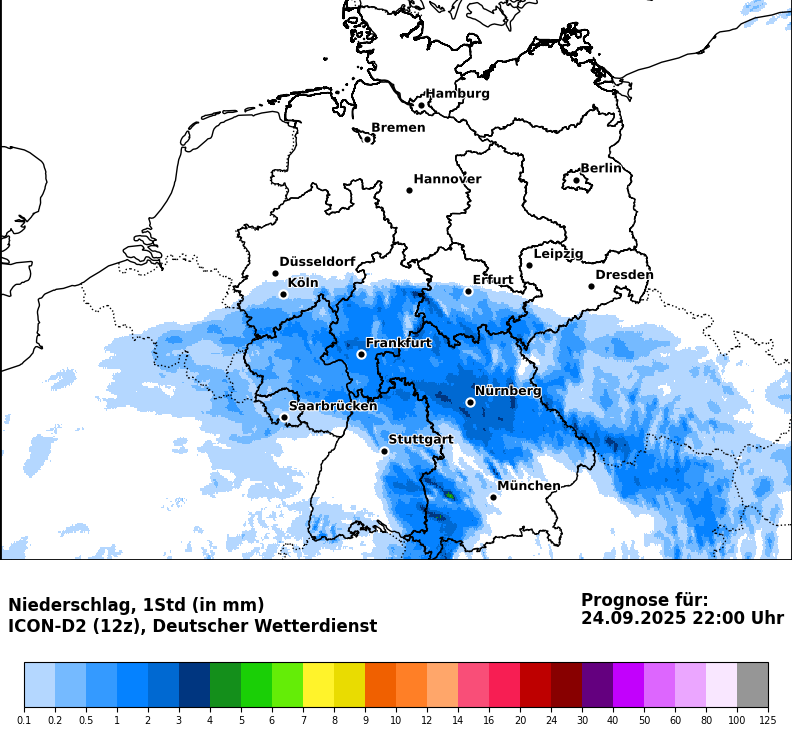 Hamburg
Bremen
Berlin
Hannover
Leipzig
Düsseldorf
Dresden
Köln
Erfurt
Frankfurt
Nürnberg
Saarbrücken
Stuttgart
München
Niederschlag, 1Std (in mm)
ICON-D2 (12z), Deutscher Wetterdienst
Prognose für:
24.09.2025 22:00 Uhr
0.1 0.2 0.5 1 2 3 4 5 6 7 8 9 10 12 14 16 20 24 30 40 50 60 80 100 125